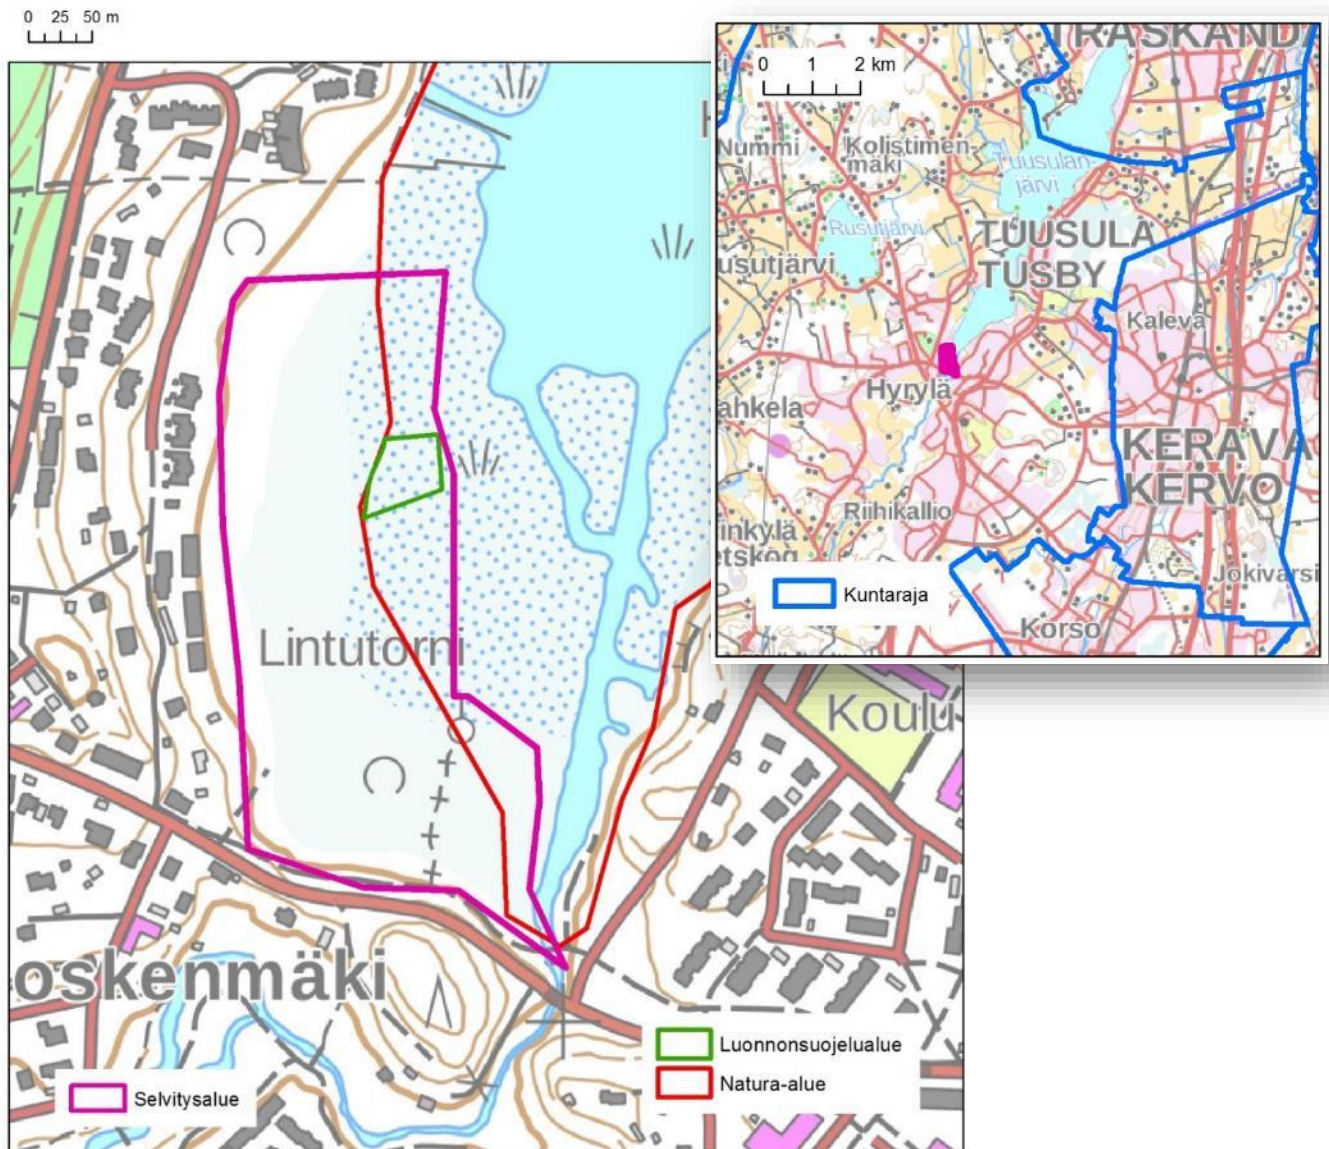 0 25 50 m
Lintutorni
Koulu
oskenmäki
Selvitysalue
Luonnonsuojelualue
Natura-alue
0 1 2 km
Nummi
Kolistimen-
mäki
Tuusulan-
järvi
Rusutjärvi
usutjärvi
TUUSULA
TUSBY
Kaleva
Hyrylä
ahkela
KERAVA
KERVO
Riihikallio
inkylä
etskog
Jokivarsi
Korso
Kuntaraja